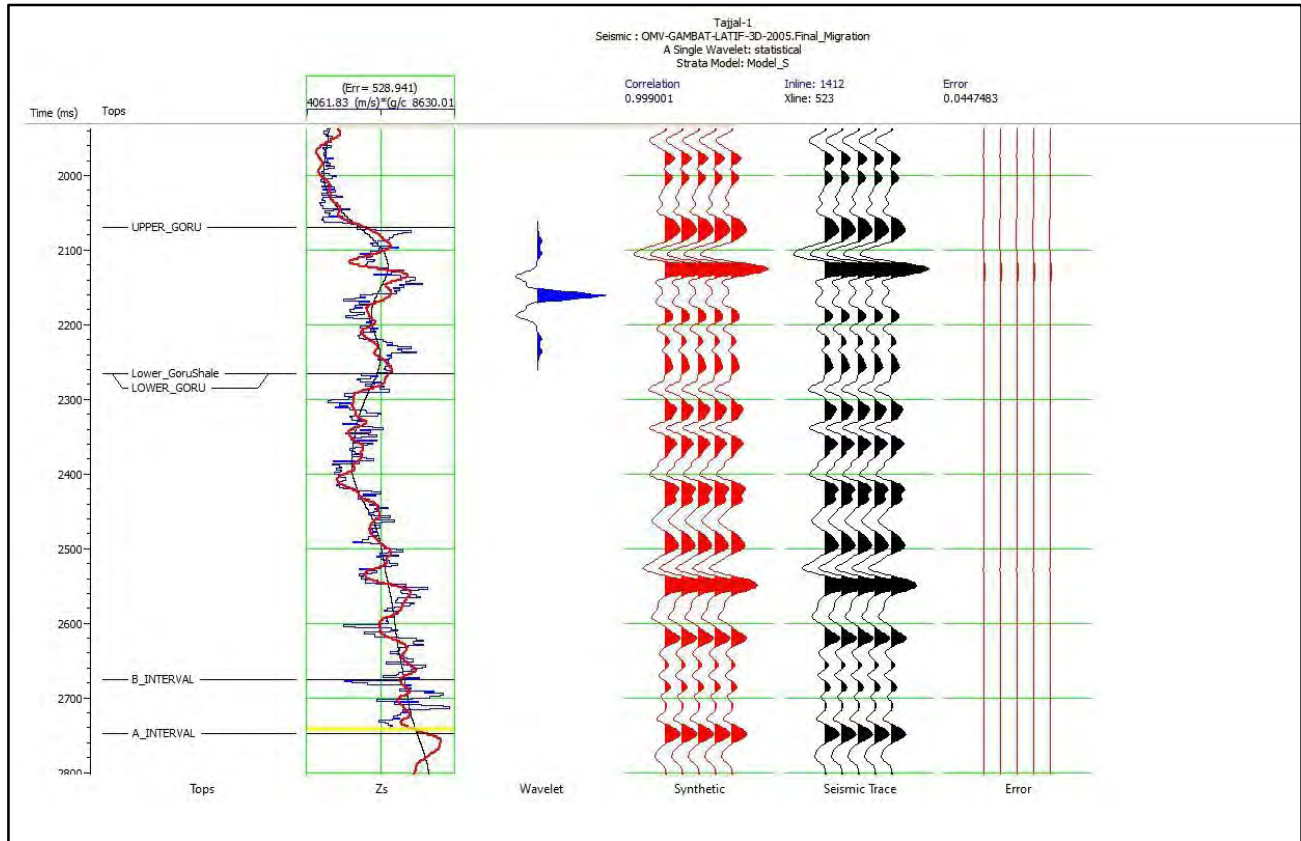 Tajjal-1
Seismic : OMV-GAMBAT-LATIF-3D-2005.Final_Migration
A Single Wavelet: statistical
Strata Model: Model_S
Correlation
0.999001
Inline: 1412
Xline: 523
Error
0.0447483
(Err= 528.941)
4061.83 (m/s)*(g/c 8630.01
Time (ms)
Tops
2000
UPPER_GORU
2100
2200
Lower_GoruShale
LOWER_GORU
2300
2400
2500
2600
B_INTERVAL
2700
A_INTERVAL
2800
Tops
Zs
Wavelet
Synthetic
Seismic Trace
Error